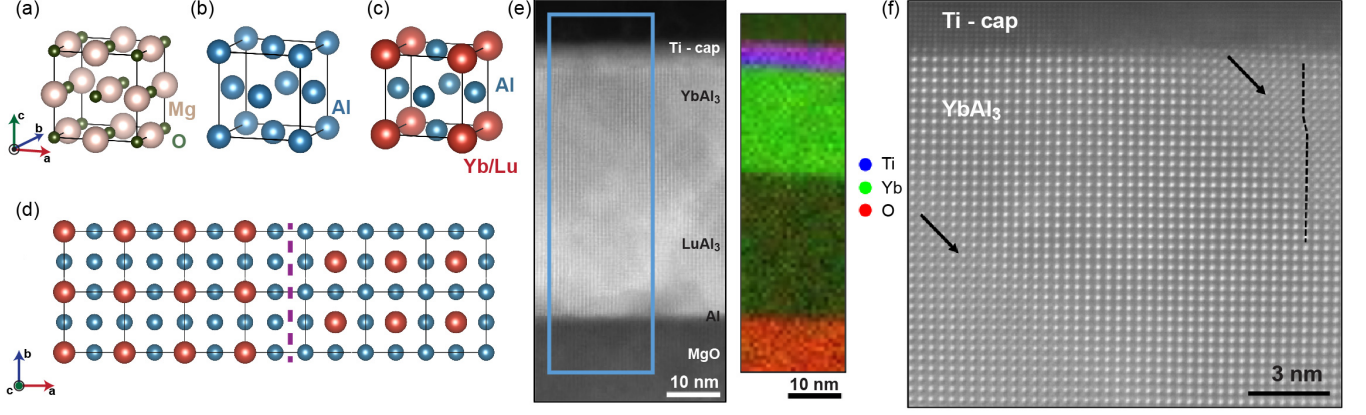 (a)
(b)
(c)
(e)
(f)
Mg
O
c
b
a
Al
Al
Yb/Lu
(d)
b
c
a
Ti - cap
YbAl3
LuAl3
Al
MgO
10 nm
10 nm
Ti
Yb
O
Ti - cap
YbAl3
3 nm